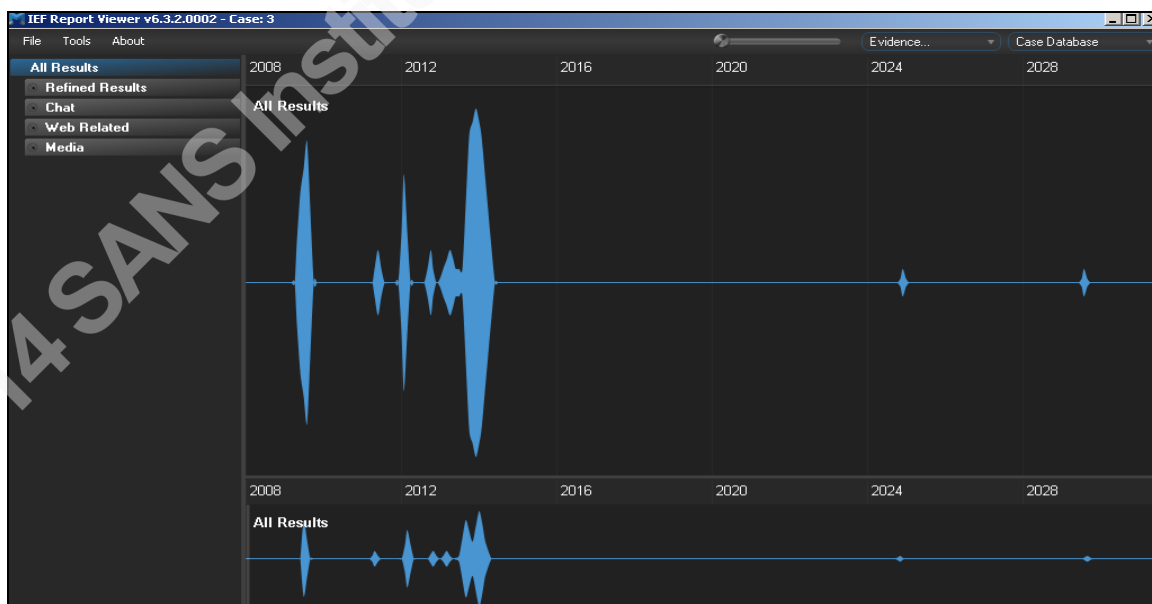 IEF Report Viewer v6.3.2.0002 - Case: 3
File Tools About Evidence... Case Database
All Results
Refined Results
Chat
Web Related
Media
2008 2012 2016 2020 2024 2028
All Results
2008 2012 2016 2020 2024 2028
All Results
14 SANS Instit